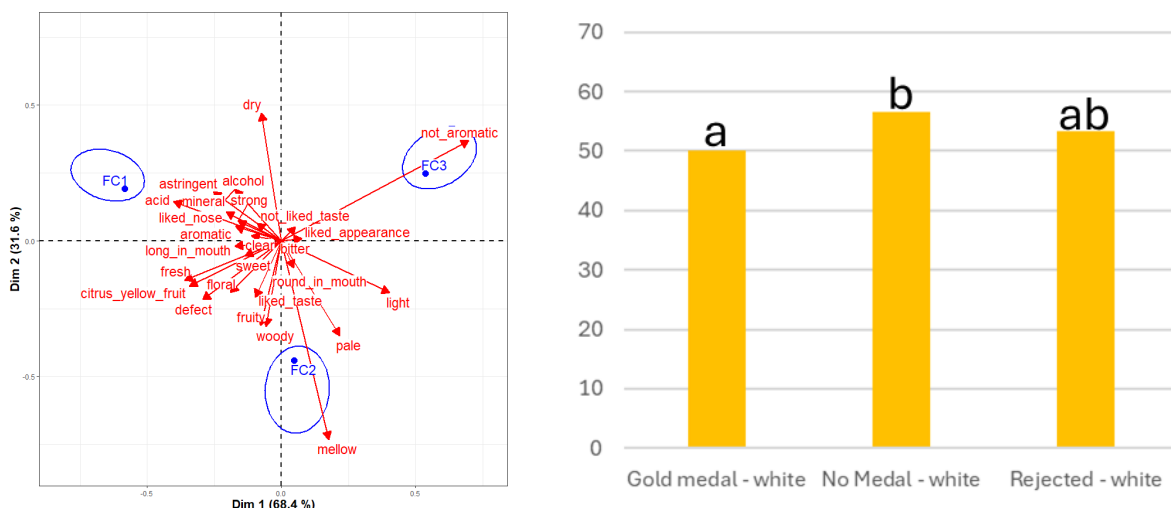 0.5
0.0
-0.5
Dim 2 (31.6 %)
dry
not_aromatic
FC3
FC1
astringent alcohol
acid mineral strong
liked_nose not_liked_taste
aromatic liked_appearance
long_in_mouth clear bitter
fresh sweet
citrus_yellow_fruit floral round_in_mouth
defect liked_taste light
fruity
woody pale
FC2
mellow
-0.5 0.0 0.5
Dim 1 (68.4 %)
70
60
50
40
30
20
10
0
a
b
ab
Gold medal - white No Medal - white Rejected - white